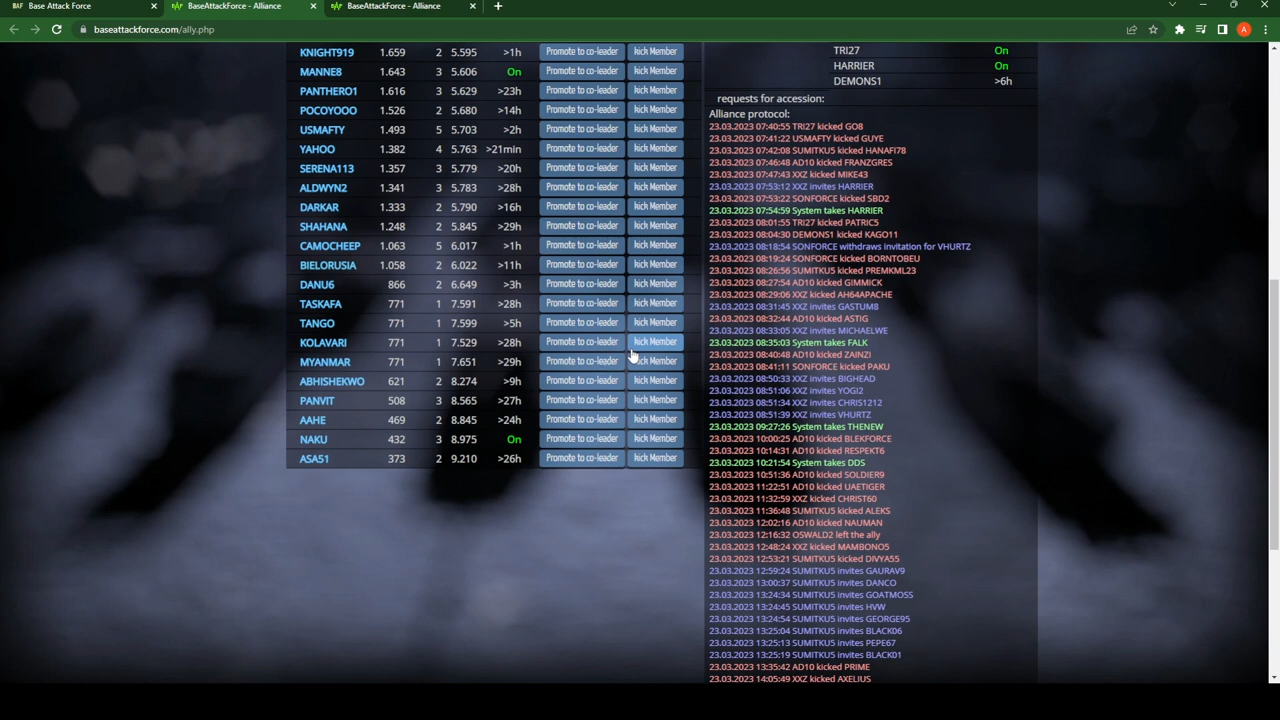 Base Attack Force
BaseAttackForce - Alliance
BaseAttackForce - Alliance
baseattackforce.com/ally.php
A
KNIGHT919 1.659 2 5.595 >1h Promote to co-leader kick Member
MANNE8 1.643 3 5.606 On Promote to co-leader kick Member
PANTHERO1 1.616 3 5.629 >23h Promote to co-leader kick Member
POCOYOOO 1.526 2 5.680 >14h Promote to co-leader kick Member
USMAFTY 1.493 5 5.703 >2h Promote to co-leader kick Member
YAHOO 1.382 4 5.763 >21min Promote to co-leader kick Member
SERENA113 1.357 3 5.779 >20h Promote to co-leader kick Member
ALDWYN2 1.341 3 5.783 >28h Promote to co-leader kick Member
DARKAR 1.333 2 5.790 >16h Promote to co-leader kick Member
SHAHANA 1.248 2 5.845 >29h Promote to co-leader kick Member
CAMOCHEEP 1.063 5 6.017 >1h Promote to co-leader kick Member
BIELORUSIA 1.058 2 6.022 >11h Promote to co-leader kick Member
DANU6 866 2 6.649 >3h Promote to co-leader kick Member
TASKAFA 771 1 7.591 >28h Promote to co-leader kick Member
TANGO 771 1 7.599 >5h Promote to co-leader kick Member
KOLAVARI 771 1 7.529 >28h Promote to co-leader kick Member
MYANMAR 771 1 7.651 >29h Promote to co-leader kick Member
ABHISHEKWO 621 2 8.274 >9h Promote to co-leader kick Member
PANVIT 508 3 8.565 >27h Promote to co-leader kick Member
AAHE 469 2 8.845 >24h Promote to co-leader kick Member
NAKU 432 3 8.975 On Promote to co-leader kick Member
ASA51 373 2 9.210 >26h Promote to co-leader kick Member
TRI27 On
HARRIER On
DEMONS1 >6h
requests for accession:
Alliance protocol:
23.03.2023 07:40:55 TRI27 kicked GO8
23.03.2023 07:41:22 USMAFTY kicked GUYE
23.03.2023 07:42:08 SUMITKU5 kicked HANAFI78
23.03.2023 07:46:48 AD10 kicked FRANZGRES
23.03.2023 07:47:43 XXZ kicked MIKE43
23.03.2023 07:53:12 XXZ invites HARRIER
23.03.2023 07:53:22 SONFORCE kicked SBD2
23.03.2023 07:54:59 System takes HARRIER
23.03.2023 08:01:55 TRI27 kicked PATRIC5
23.03.2023 08:04:30 DEMONS1 kicked KAGO11
23.03.2023 08:18:54 SONFORCE withdraws invitation for VHURTZ
23.03.2023 08:19:24 SONFORCE kicked BORNTOBEU
23.03.2023 08:26:56 SUMITKU5 kicked PREMKML23
23.03.2023 08:27:54 AD10 kicked GIMMICK
23.03.2023 08:29:06 XXZ kicked AH64APACHE
23.03.2023 08:31:45 XXZ invites GASTUM8
23.03.2023 08:32:44 AD10 kicked ASTIG
23.03.2023 08:33:05 XXZ invites MICHAELWE
23.03.2023 08:35:03 System takes FALK
23.03.2023 08:40:48 AD10 kicked ZAINZI
23.03.2023 08:41:11 SONFORCE kicked PAKU
23.03.2023 08:50:33 XXZ invites BIGHEAD
23.03.2023 08:51:06 XXZ invites YOGI2
23.03.2023 08:51:34 XXZ invites CHRIS1212
23.03.2023 08:51:39 XXZ invites VHURTZ
23.03.2023 09:27:26 System takes THENEW
23.03.2023 10:00:25 AD10 kicked BLEKFORCE
23.03.2023 10:14:31 AD10 kicked RESPEKT6
23.03.2023 10:21:54 System takes DDS
23.03.2023 10:51:36 AD10 kicked SOLDIER9
23.03.2023 11:22:51 AD10 kicked UAETIGER
23.03.2023 11:32:59 XXZ kicked CHRIST60
23.03.2023 11:36:48 SUMITKU5 kicked ALEKS
23.03.2023 12:02:16 AD10 kicked NAUMAN
23.03.2023 12:16:32 OSWALD2 left the ally
23.03.2023 12:48:24 XXZ kicked MAMBONO5
23.03.2023 12:53:21 SUMITKU5 kicked DIVYA55
23.03.2023 12:59:24 SUMITKU5 invites GAURAV9
23.03.2023 13:00:37 SUMITKU5 invites DANCO
23.03.2023 13:24:34 SUMITKU5 invites GOATMOSS
23.03.2023 13:24:45 SUMITKU5 invites HVW
23.03.2023 13:24:54 SUMITKU5 invites GEORGE95
23.03.2023 13:25:04 SUMITKU5 invites BLACK06
23.03.2023 13:25:13 SUMITKU5 invites PEPE67
23.03.2023 13:25:19 SUMITKU5 invites BLACK01
23.03.2023 13:35:42 AD10 kicked PRIME
23.03.2023 14:05:49 XXZ kicked AXELIUS